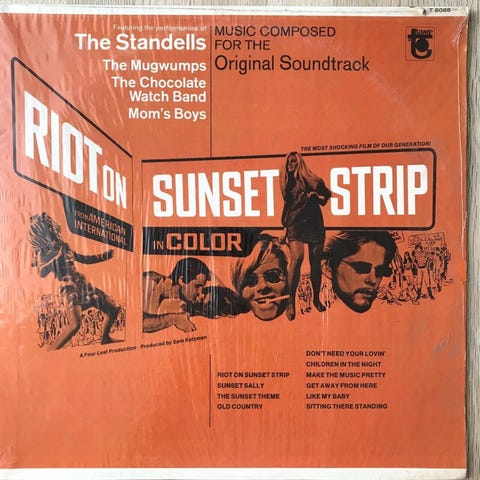 T 5065
TOWER
Featuring the performances of
The Standells
The Mugwumps
The Chocolate
Watch Band
Mom's Boys
MUSIC COMPOSED
FOR THE
Original Soundtrack
THE MOST SHOCKING FILM OF OUR GENERATION!
RIOT ON
SUNSET STRIP
FROM AMERICAN
INTERNATIONAL
IN COLOR
A Four Leaf Production · Produced by Sam Katzman
RIOT ON SUNSET STRIP
SUNSET SALLY
THE SUNSET THEME
OLD COUNTRY
DON'T NEED YOUR LOVIN'
CHILDREN IN THE NIGHT
MAKE THE MUSIC PRETTY
GET AWAY FROM HERE
LIKE MY BABY
SITTING THERE STANDING